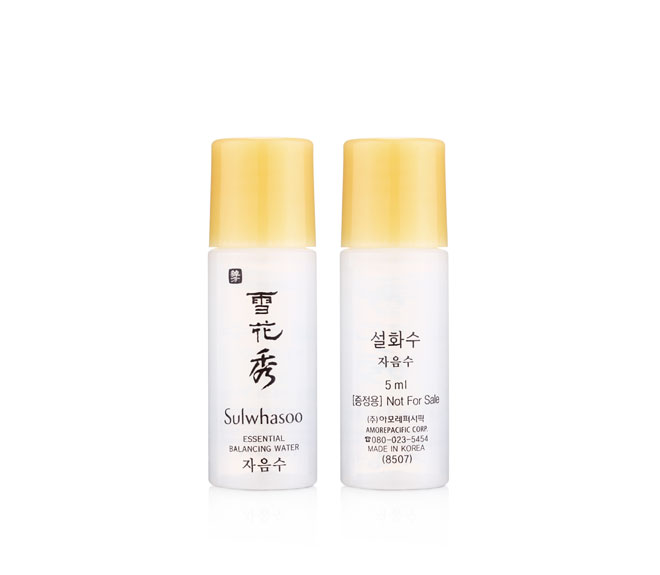 雪
花
秀
Sulwhasoo
ESSENTIAL
BALANCING WATER
자음수
설화수
자음수
5 ml
[증정용] Not For Sale
(주)아모레퍼시픽
AMOREPACIFIC CORP.
☎080-023-5454
MADE IN KOREA
(8507)